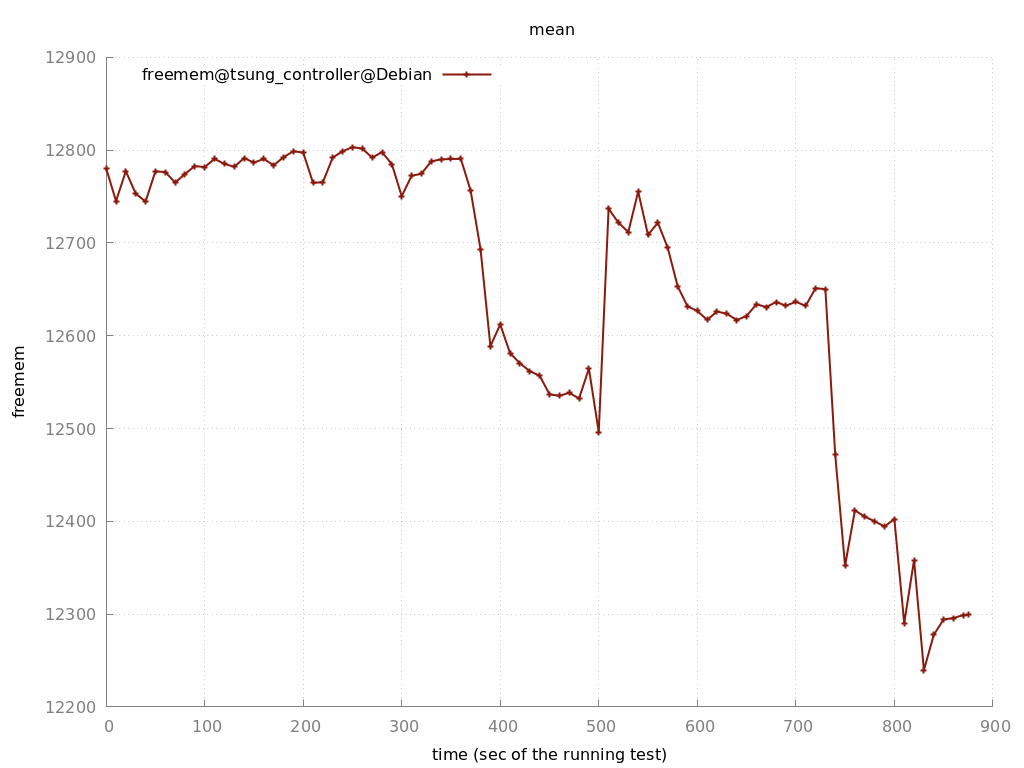 mean
12900
freemem@tsung_controller@Debian
12800
12700
12600
12500
12400
12300
12200
freemem
0 100 200 300 400 500 600 700 800 900
time (sec of the running test)